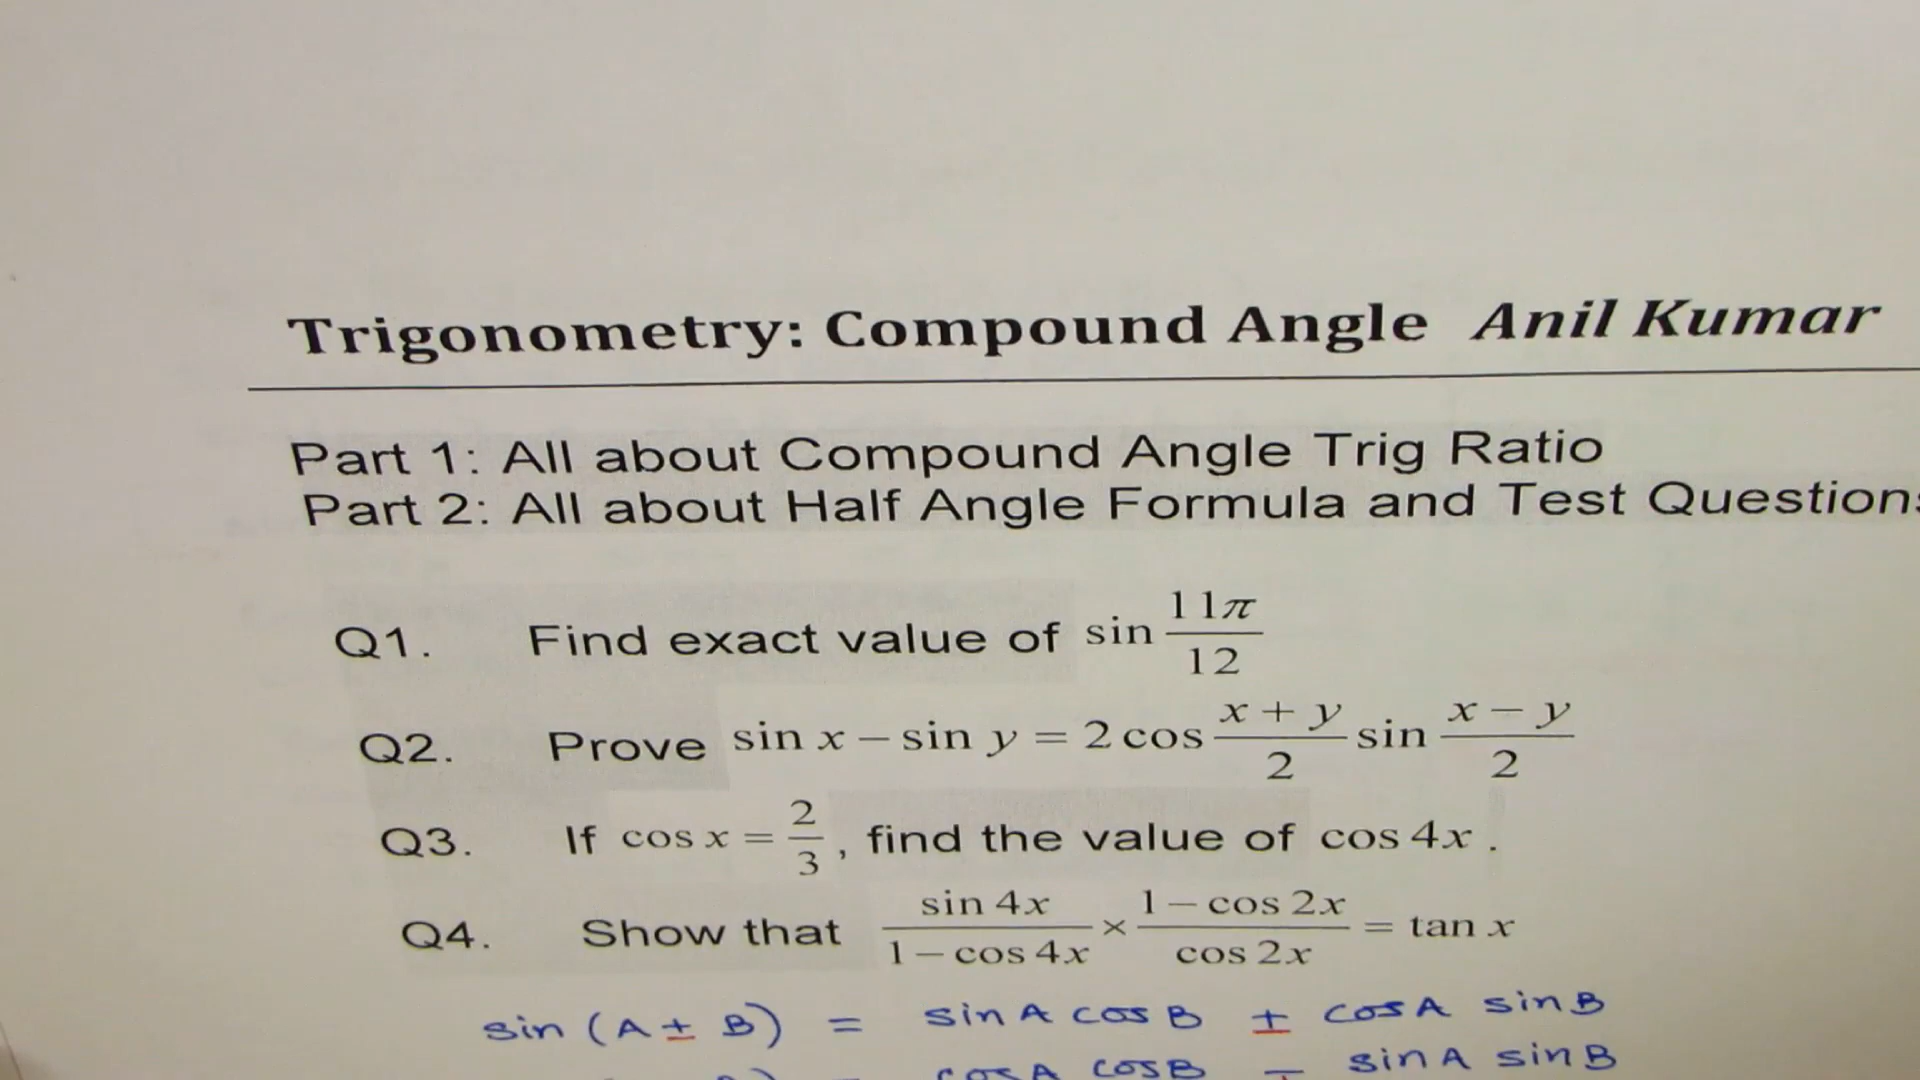 Trigonometry: Compound Angle Anil Kumar
Part 1: All about Compound Angle Trig Ratio
Part 2: All about Half Angle Formula and Test Questions
Q1. Find exact value of sin 11π/12
Q2. Prove sin x − sin y = 2 cos (x + y)/2 sin (x − y)/2
Q3. If cos x = 2/3, find the value of cos 4x.
Q4. Show that sin 4x/(1 − cos 4x) × (1 − cos 2x)/cos 2x = tan x
sin (A ± B) = sin A cos B ± cos A sin B
cos A cos B sin A sin B